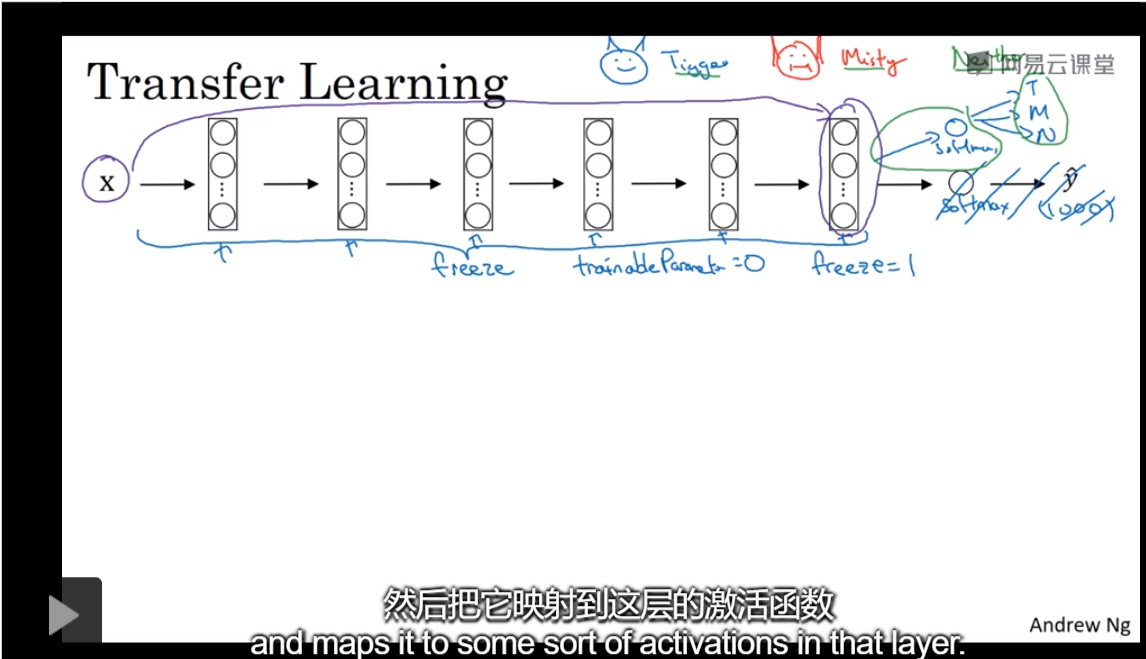 Tigger Misty Neither
网易云课堂
Transfer Learning
T
M
N
x
softmax
softmax ŷ
(1000)
freeze trainableParameter=0 freeze=1
然后把它映射到这层的激活函数
and maps it to some sort of activations in that layer.
Andrew Ng